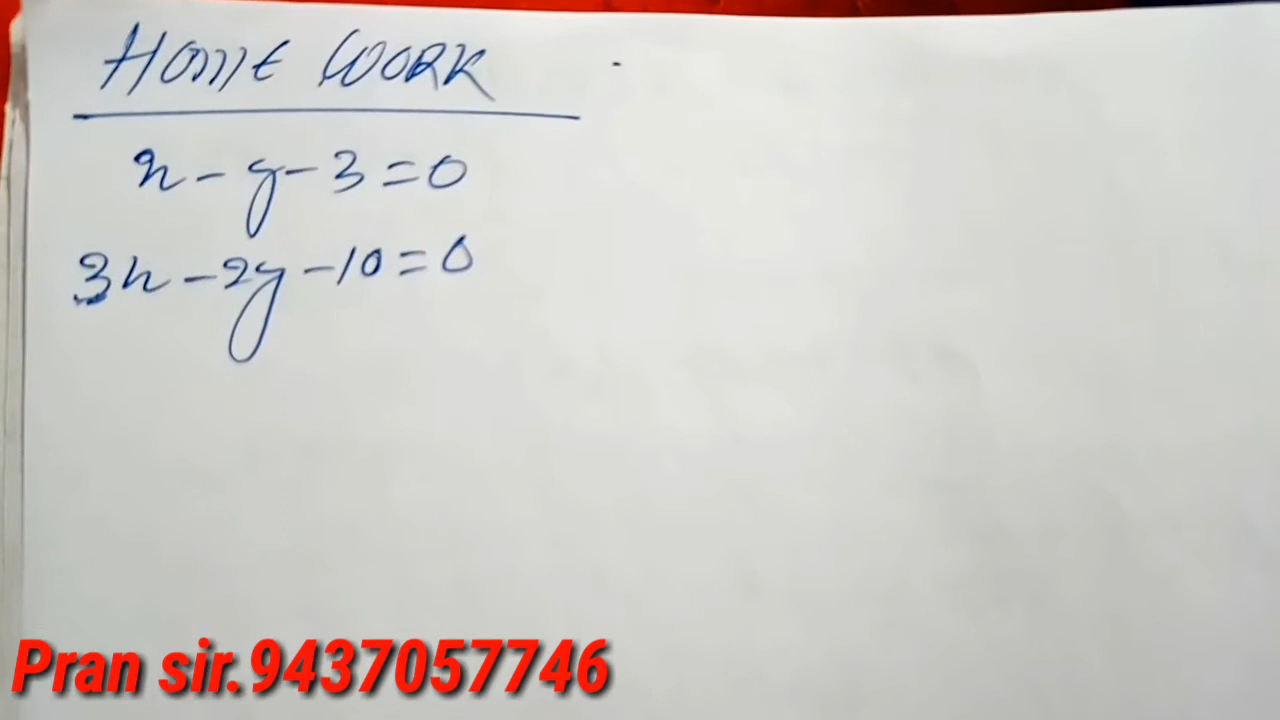 HOME WORK
x - y - 3 = 0
3x - 2y - 10 = 0
Pran sir.9437057746